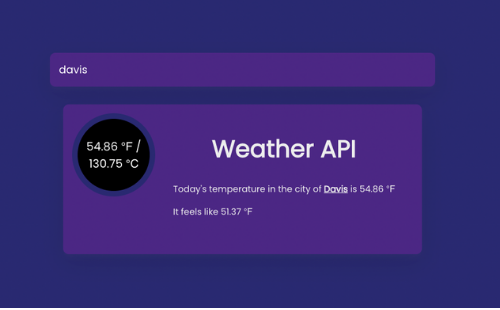 davis
54.86 °F /
130.75 °C
Weather API
Today's temperature in the city of Davis is 54.86 °F
It feels like 51.37 °F